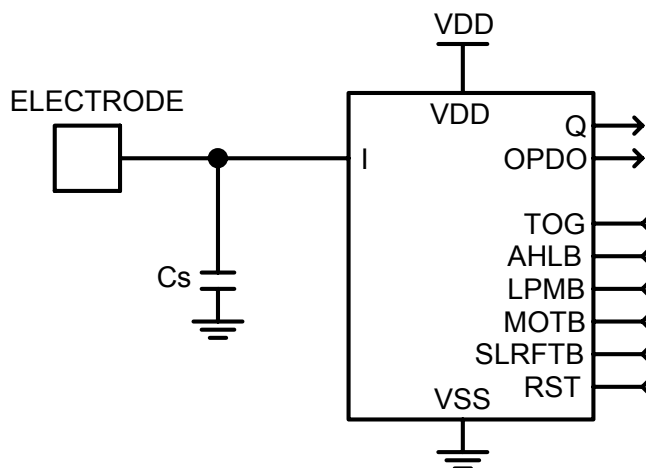 VDD
ELECTRODE
VDD
Q
I
OPDO
TOG
AHLB
Cs
LPMB
MOTB
SLRFTB
RST
VSS